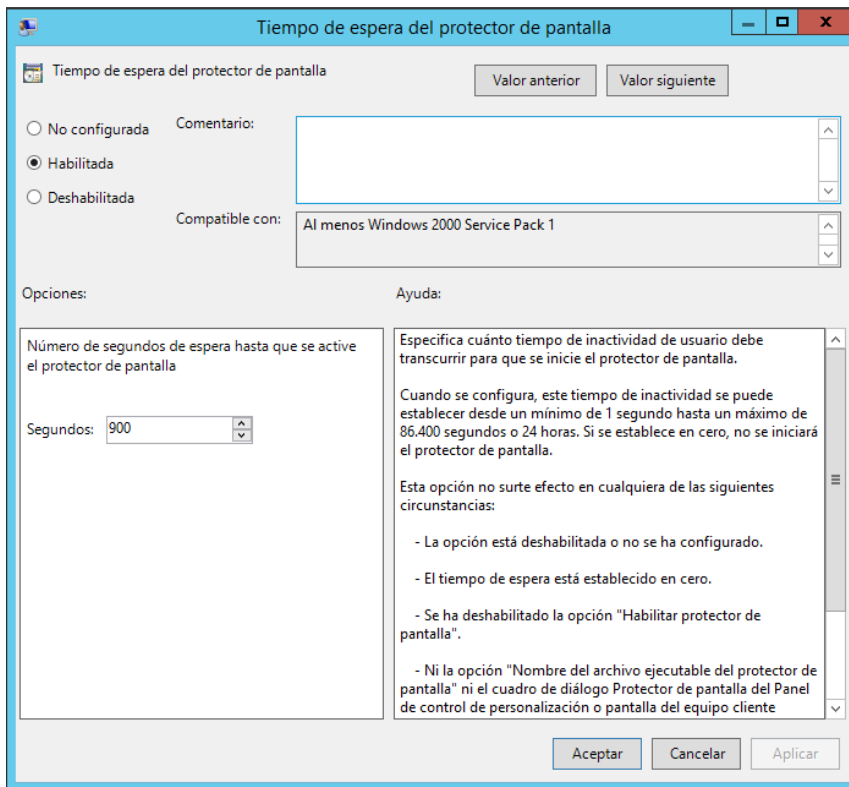 Tiempo de espera del protector de pantalla
Tiempo de espera del protector de pantalla
Valor anterior
Valor siguiente
No configurada
Comentario:
Habilitada
Deshabilitada
Compatible con:
Al menos Windows 2000 Service Pack 1
Opciones:
Ayuda:
Número de segundos de espera hasta que se active
el protector de pantalla
Segundos: 900
Especifica cuánto tiempo de inactividad de usuario debe
transcurrir para que se inicie el protector de pantalla.
Cuando se configura, este tiempo de inactividad se puede
establecer desde un mínimo de 1 segundo hasta un máximo de
86.400 segundos o 24 horas. Si se establece en cero, no se iniciará
el protector de pantalla.
Esta opción no surte efecto en cualquiera de las siguientes
circunstancias:
- La opción está deshabilitada o no se ha configurado.
- El tiempo de espera está establecido en cero.
- Se ha deshabilitado la opción "Habilitar protector de
pantalla".
- Ni la opción "Nombre del archivo ejecutable del protector de
pantalla" ni el cuadro de diálogo Protector de pantalla del Panel
de control de personalización o pantalla del equipo cliente
Aceptar
Cancelar
Aplicar